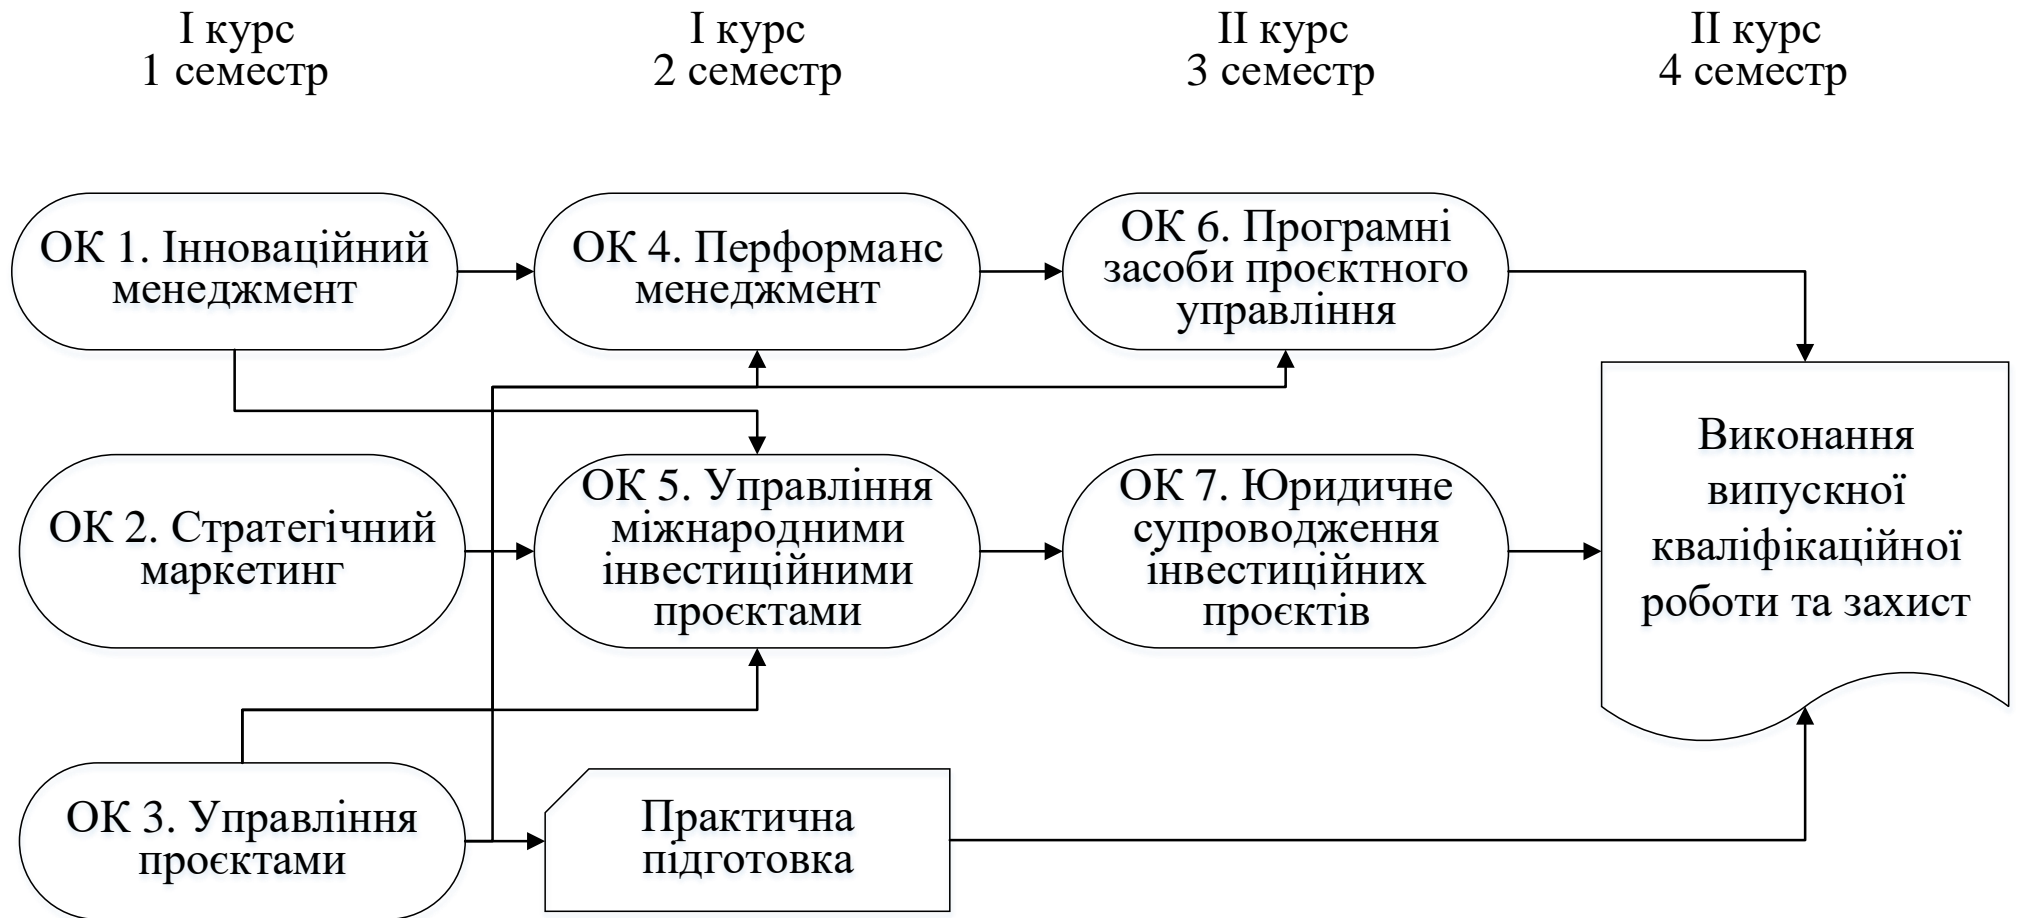 І курс
1 семестр
І курс
2 семестр
ІІ курс
3 семестр
ІІ курс
4 семестр
ОК 1. Інноваційний
менеджмент
ОК 4. Перформанс
менеджмент
ОК 6. Програмні
засоби проєктного
управління
ОК 2. Стратегічний
маркетинг
ОК 5. Управління
міжнародними
інвестиційними
проєктами
ОК 7. Юридичне
супроводження
інвестиційних
проєктів
Виконання
випускної
кваліфікаційної
роботи та захист
ОК 3. Управління
проєктами
Практична
підготовка